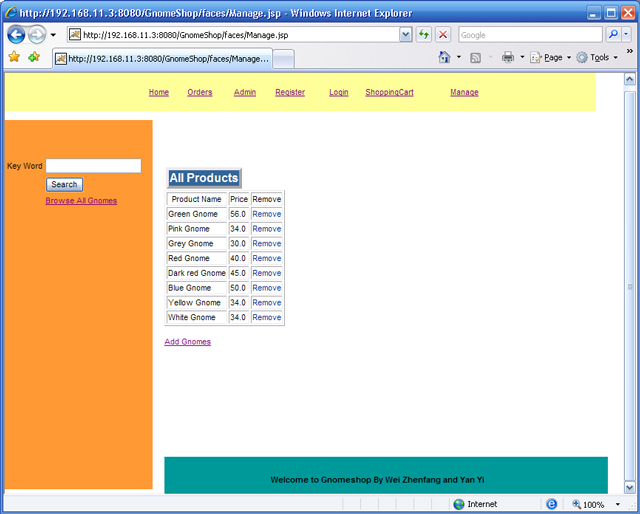 http://192.168.11.3:8080/GnomeShop/faces/Manage.jsp - Windows Internet Explorer
http://192.168.11.3:8080/GnomeShop/faces/Manage.jsp
Google
http://192.168.11.3:8080/GnomeShop/faces/Manage...
Page
Tools
Home Orders Admin Register Login ShoppingCart Manage
Key Word
Search
Browse All Gnomes
All Products
Product Name Price Remove
Green Gnome 56.0 Remove
Pink Gnome 34.0 Remove
Grey Gnome 30.0 Remove
Red Gnome 40.0 Remove
Dark red Gnome 45.0 Remove
Blue Gnome 50.0 Remove
Yellow Gnome 34.0 Remove
White Gnome 34.0 Remove
Add Gnomes
Welcome to Gnomeshop By Wei Zhenfang and Yan Yi
Internet
100%